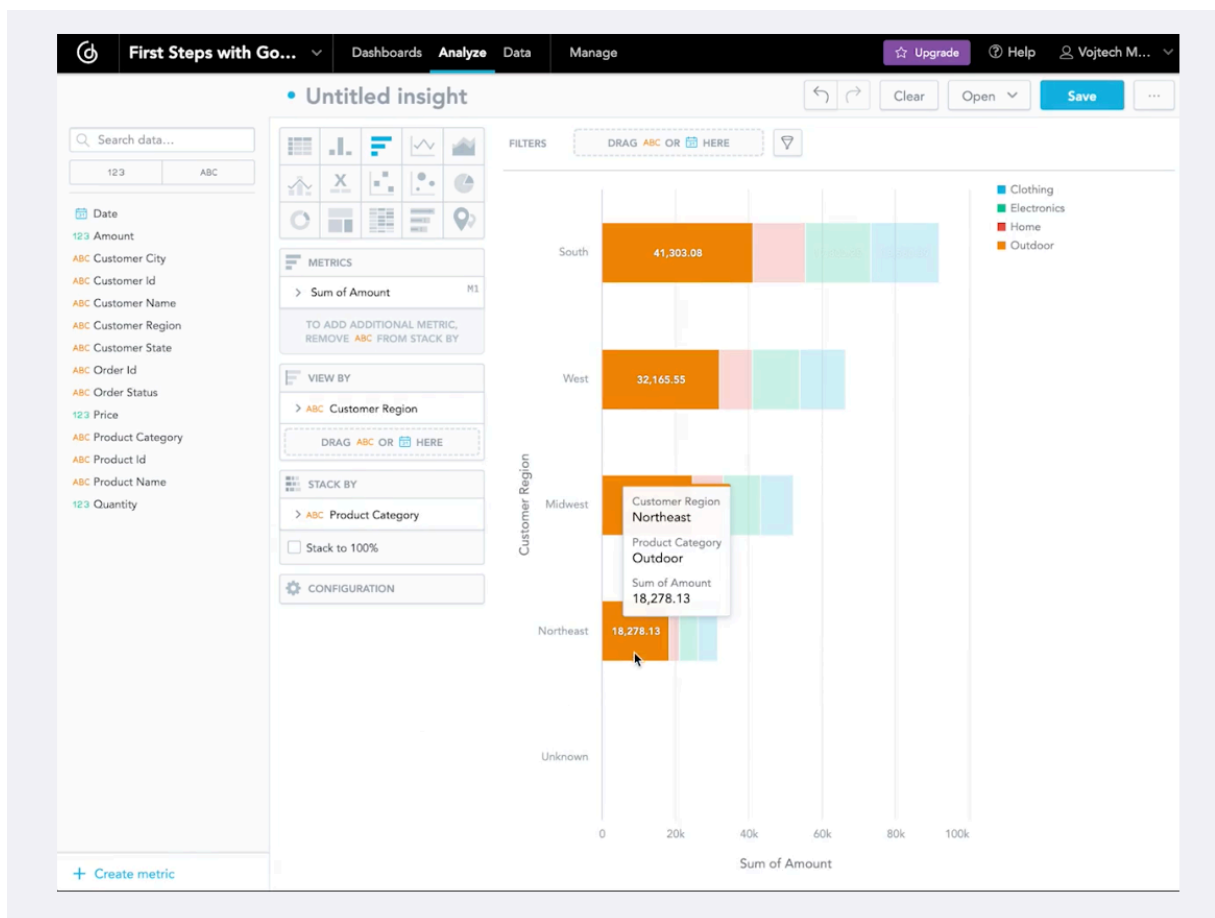 First Steps with Go...
Dashboards
Analyze
Data
Manage
Upgrade
Help
Vojtech M...
Untitled insight
Clear
Open
Save
...
Search data...
123
ABC
Date
123 Amount
ABC Customer City
ABC Customer Id
ABC Customer Name
ABC Customer Region
ABC Customer State
ABC Order Id
ABC Order Status
123 Price
ABC Product Category
ABC Product Id
ABC Product Name
123 Quantity
+ Create metric
METRICS
Sum of Amount
M1
TO ADD ADDITIONAL METRIC,
REMOVE ABC FROM STACK BY
VIEW BY
ABC Customer Region
DRAG ABC OR HERE
STACK BY
ABC Product Category
Stack to 100%
CONFIGURATION
FILTERS
DRAG ABC OR HERE
Clothing
Electronics
Home
Outdoor
Customer Region
South
41,303.08
West
32,165.55
Midwest
Customer Region
Northeast
Product Category
Outdoor
Sum of Amount
18,278.13
Northeast
18,278.13
Unknown
0
20k
40k
60k
80k
100k
Sum of Amount